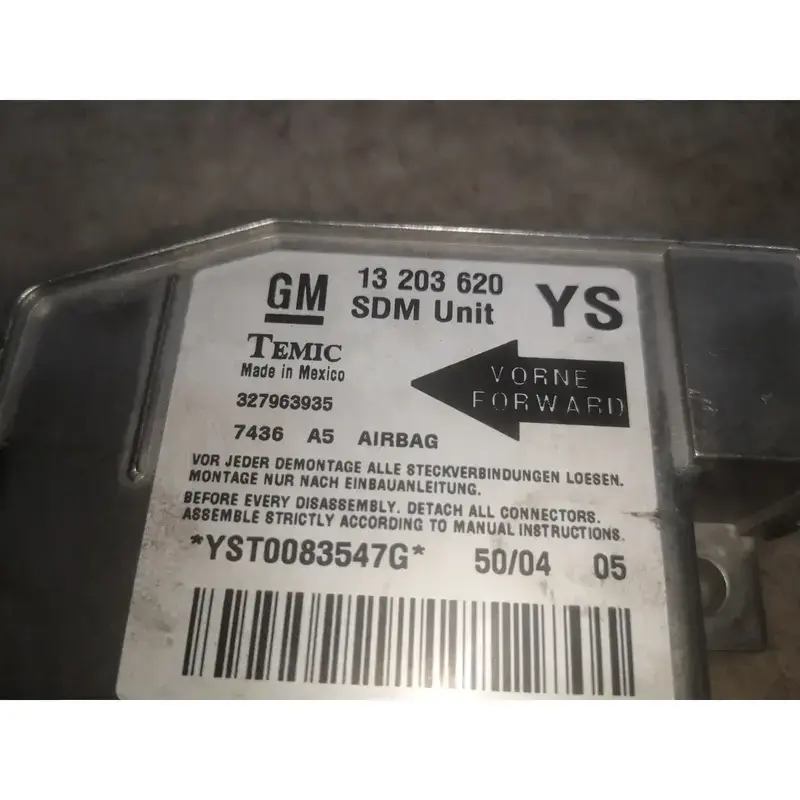 GM 13 203 620 YS
SDM Unit
TEMIC
Made in Mexico
VORNE
FORWARD
327963935
7436 A5 AIRBAG
VOR JEDER DEMONTAGE ALLE STECKVERBINDUNGEN LOESEN.
MONTAGE NUR NACH EINBAUANLEITUNG.
BEFORE EVERY DISASSEMBLY. DETACH ALL CONNECTORS.
ASSEMBLE STRICTLY ACCORDING TO MANUAL INSTRUCTIONS.
*YST0083547G* 50/04 05